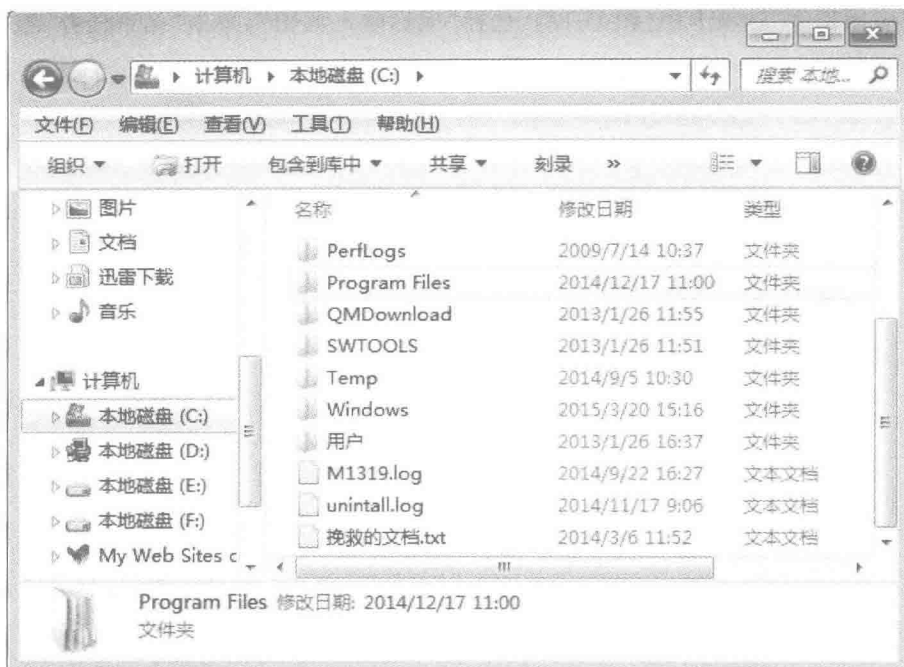 计算机 ▸ 本地磁盘 (C:) ▸ 搜索 本地...
文件(F) 编辑(E) 查看(V) 工具(T) 帮助(H)
组织 打开 包含到库中 共享 刻录 »
图片
文档
迅雷下载
音乐
计算机
本地磁盘 (C:)
本地磁盘 (D:)
本地磁盘 (E:)
本地磁盘 (F:)
My Web Sites c
名称 修改日期 类型
PerfLogs 2009/7/14 10:37 文件夹
Program Files 2014/12/17 11:00 文件夹
QMDownload 2013/1/26 11:55 文件夹
SWTOOLS 2013/1/26 11:51 文件夹
Temp 2014/9/5 10:30 文件夹
Windows 2015/3/20 15:16 文件夹
用户 2013/1/26 16:37 文件夹
M1319.log 2014/9/22 16:27 文本文档
unintall.log 2014/11/17 9:06 文本文档
挽救的文档.txt 2014/3/6 11:52 文本文档
Program Files 修改日期: 2014/12/17 11:00
文件夹